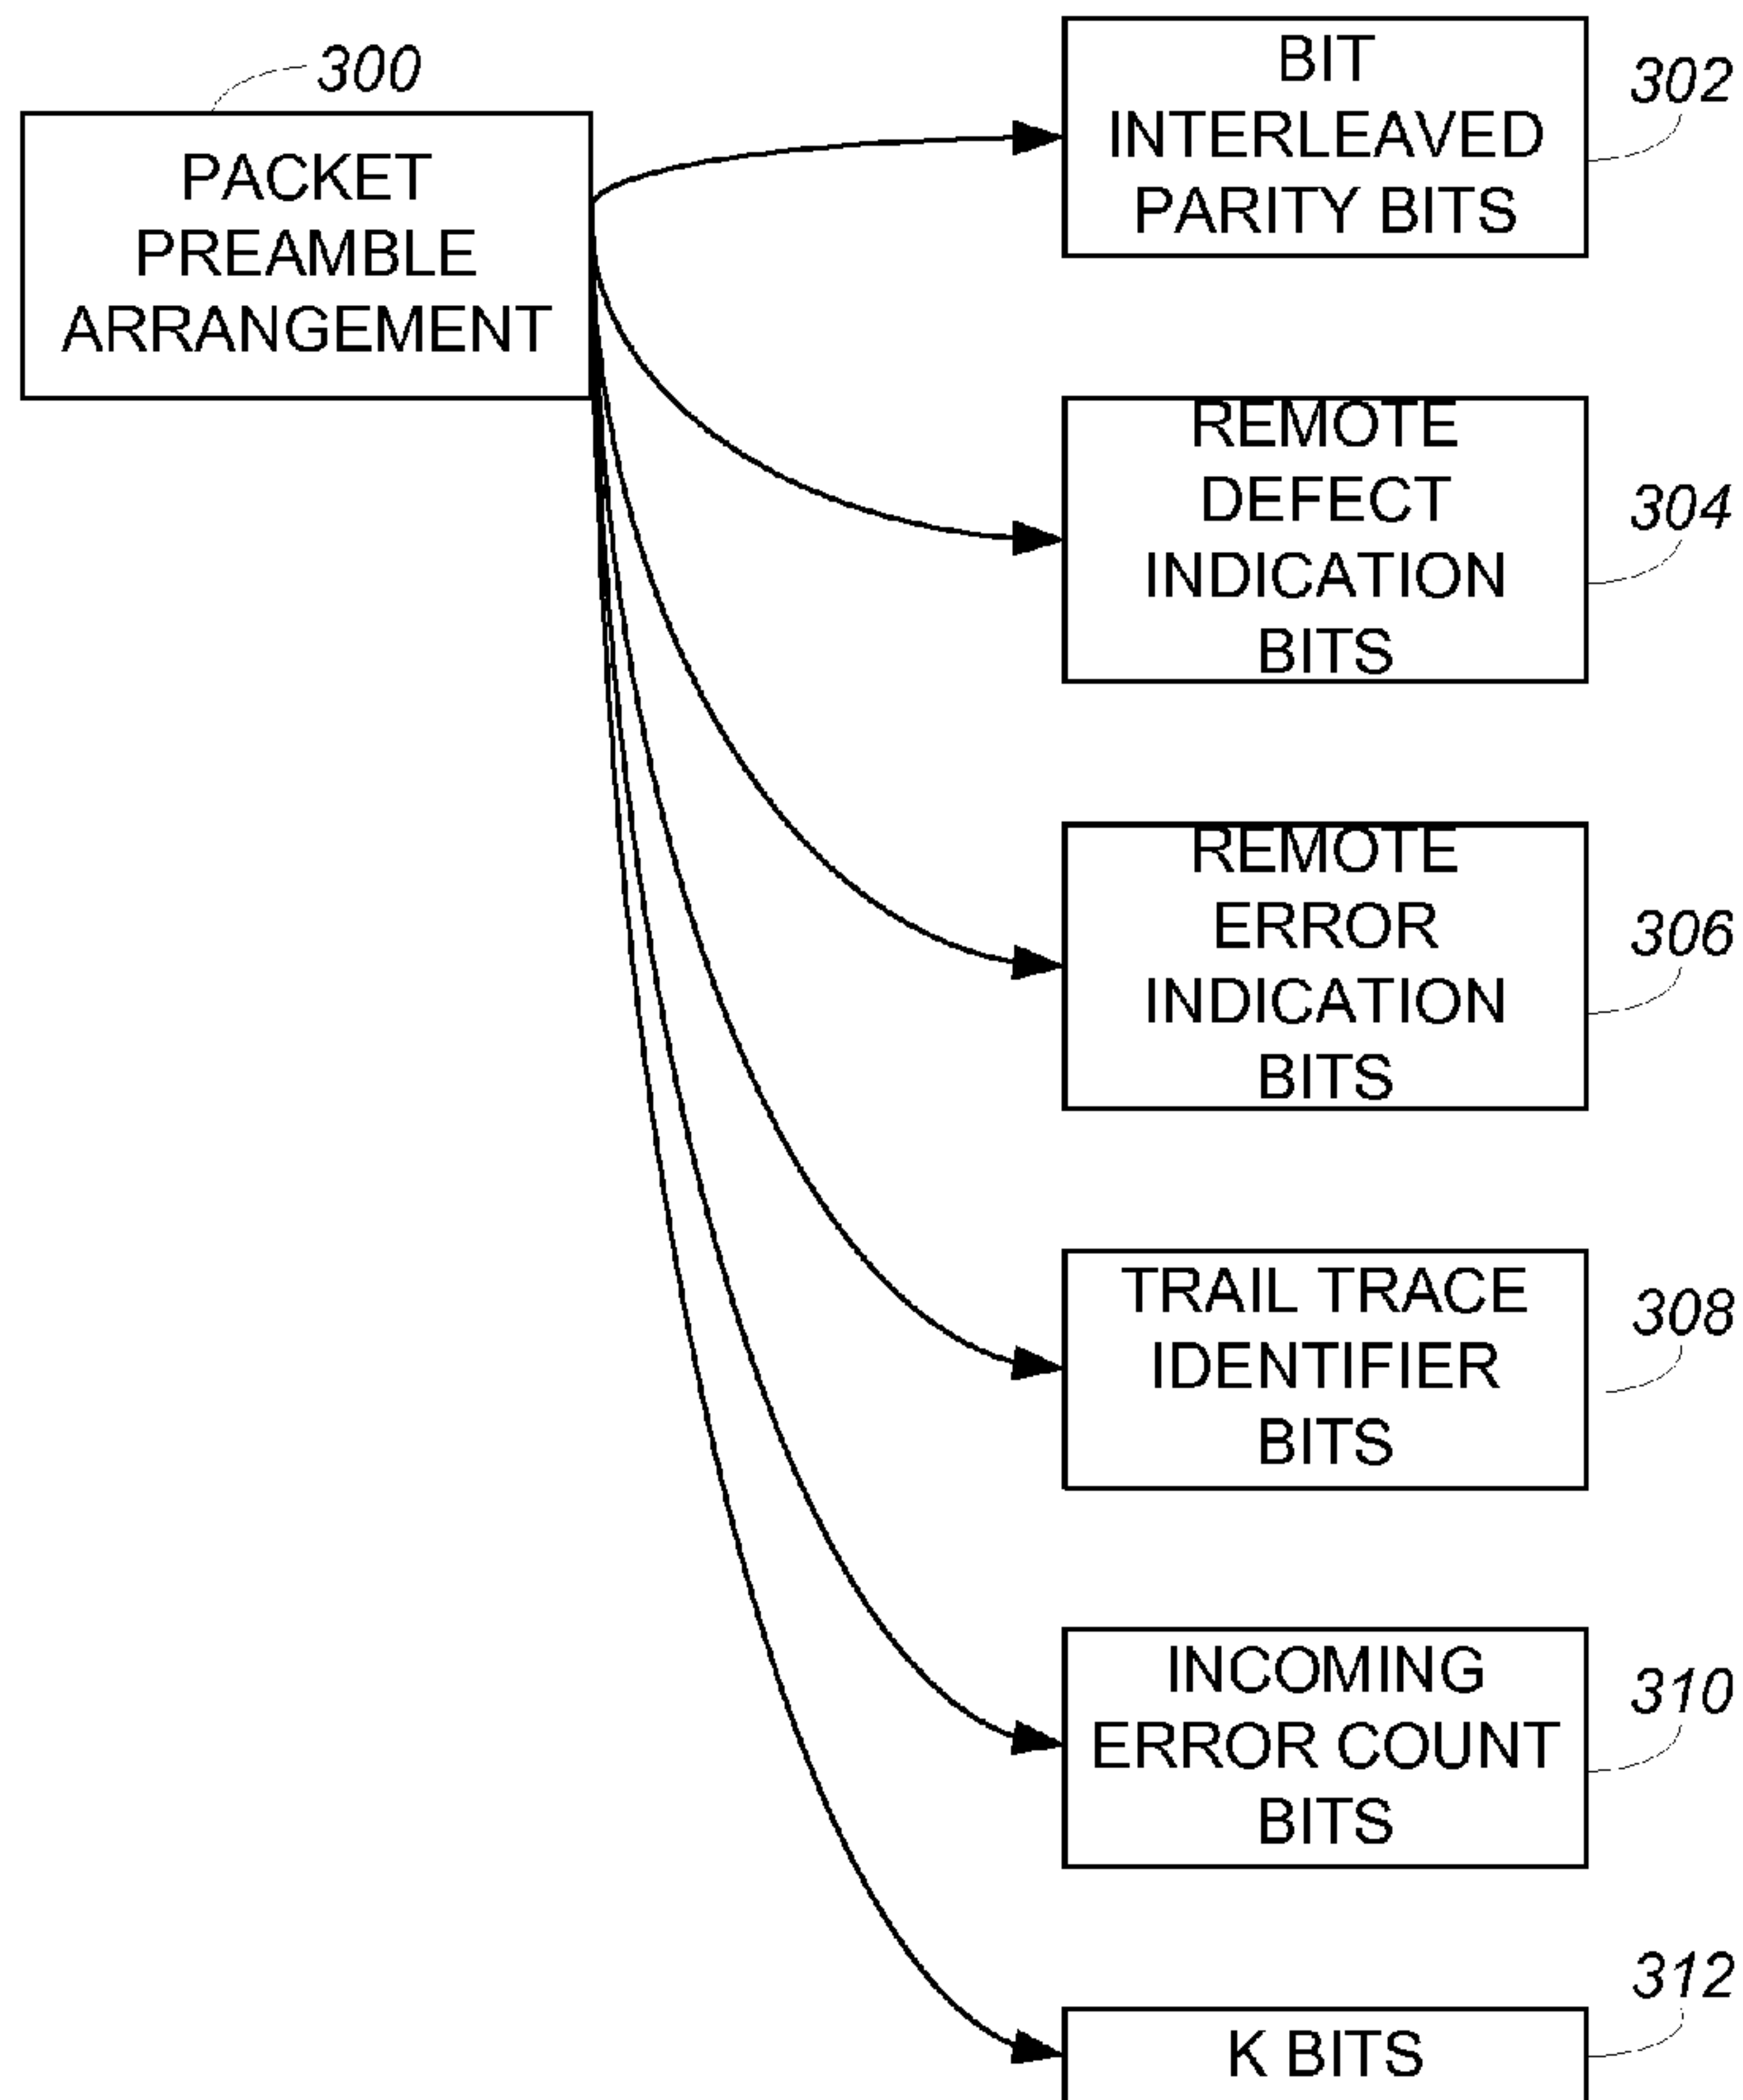 300
PACKET
PREAMBLE
ARRANGEMENT
BIT
INTERLEAVED
PARITY BITS
302
REMOTE
DEFECT
INDICATION
BITS
304
REMOTE
ERROR
INDICATION
BITS
306
TRAIL TRACE
IDENTIFIER
BITS
308
INCOMING
ERROR COUNT
BITS
310
K BITS
312